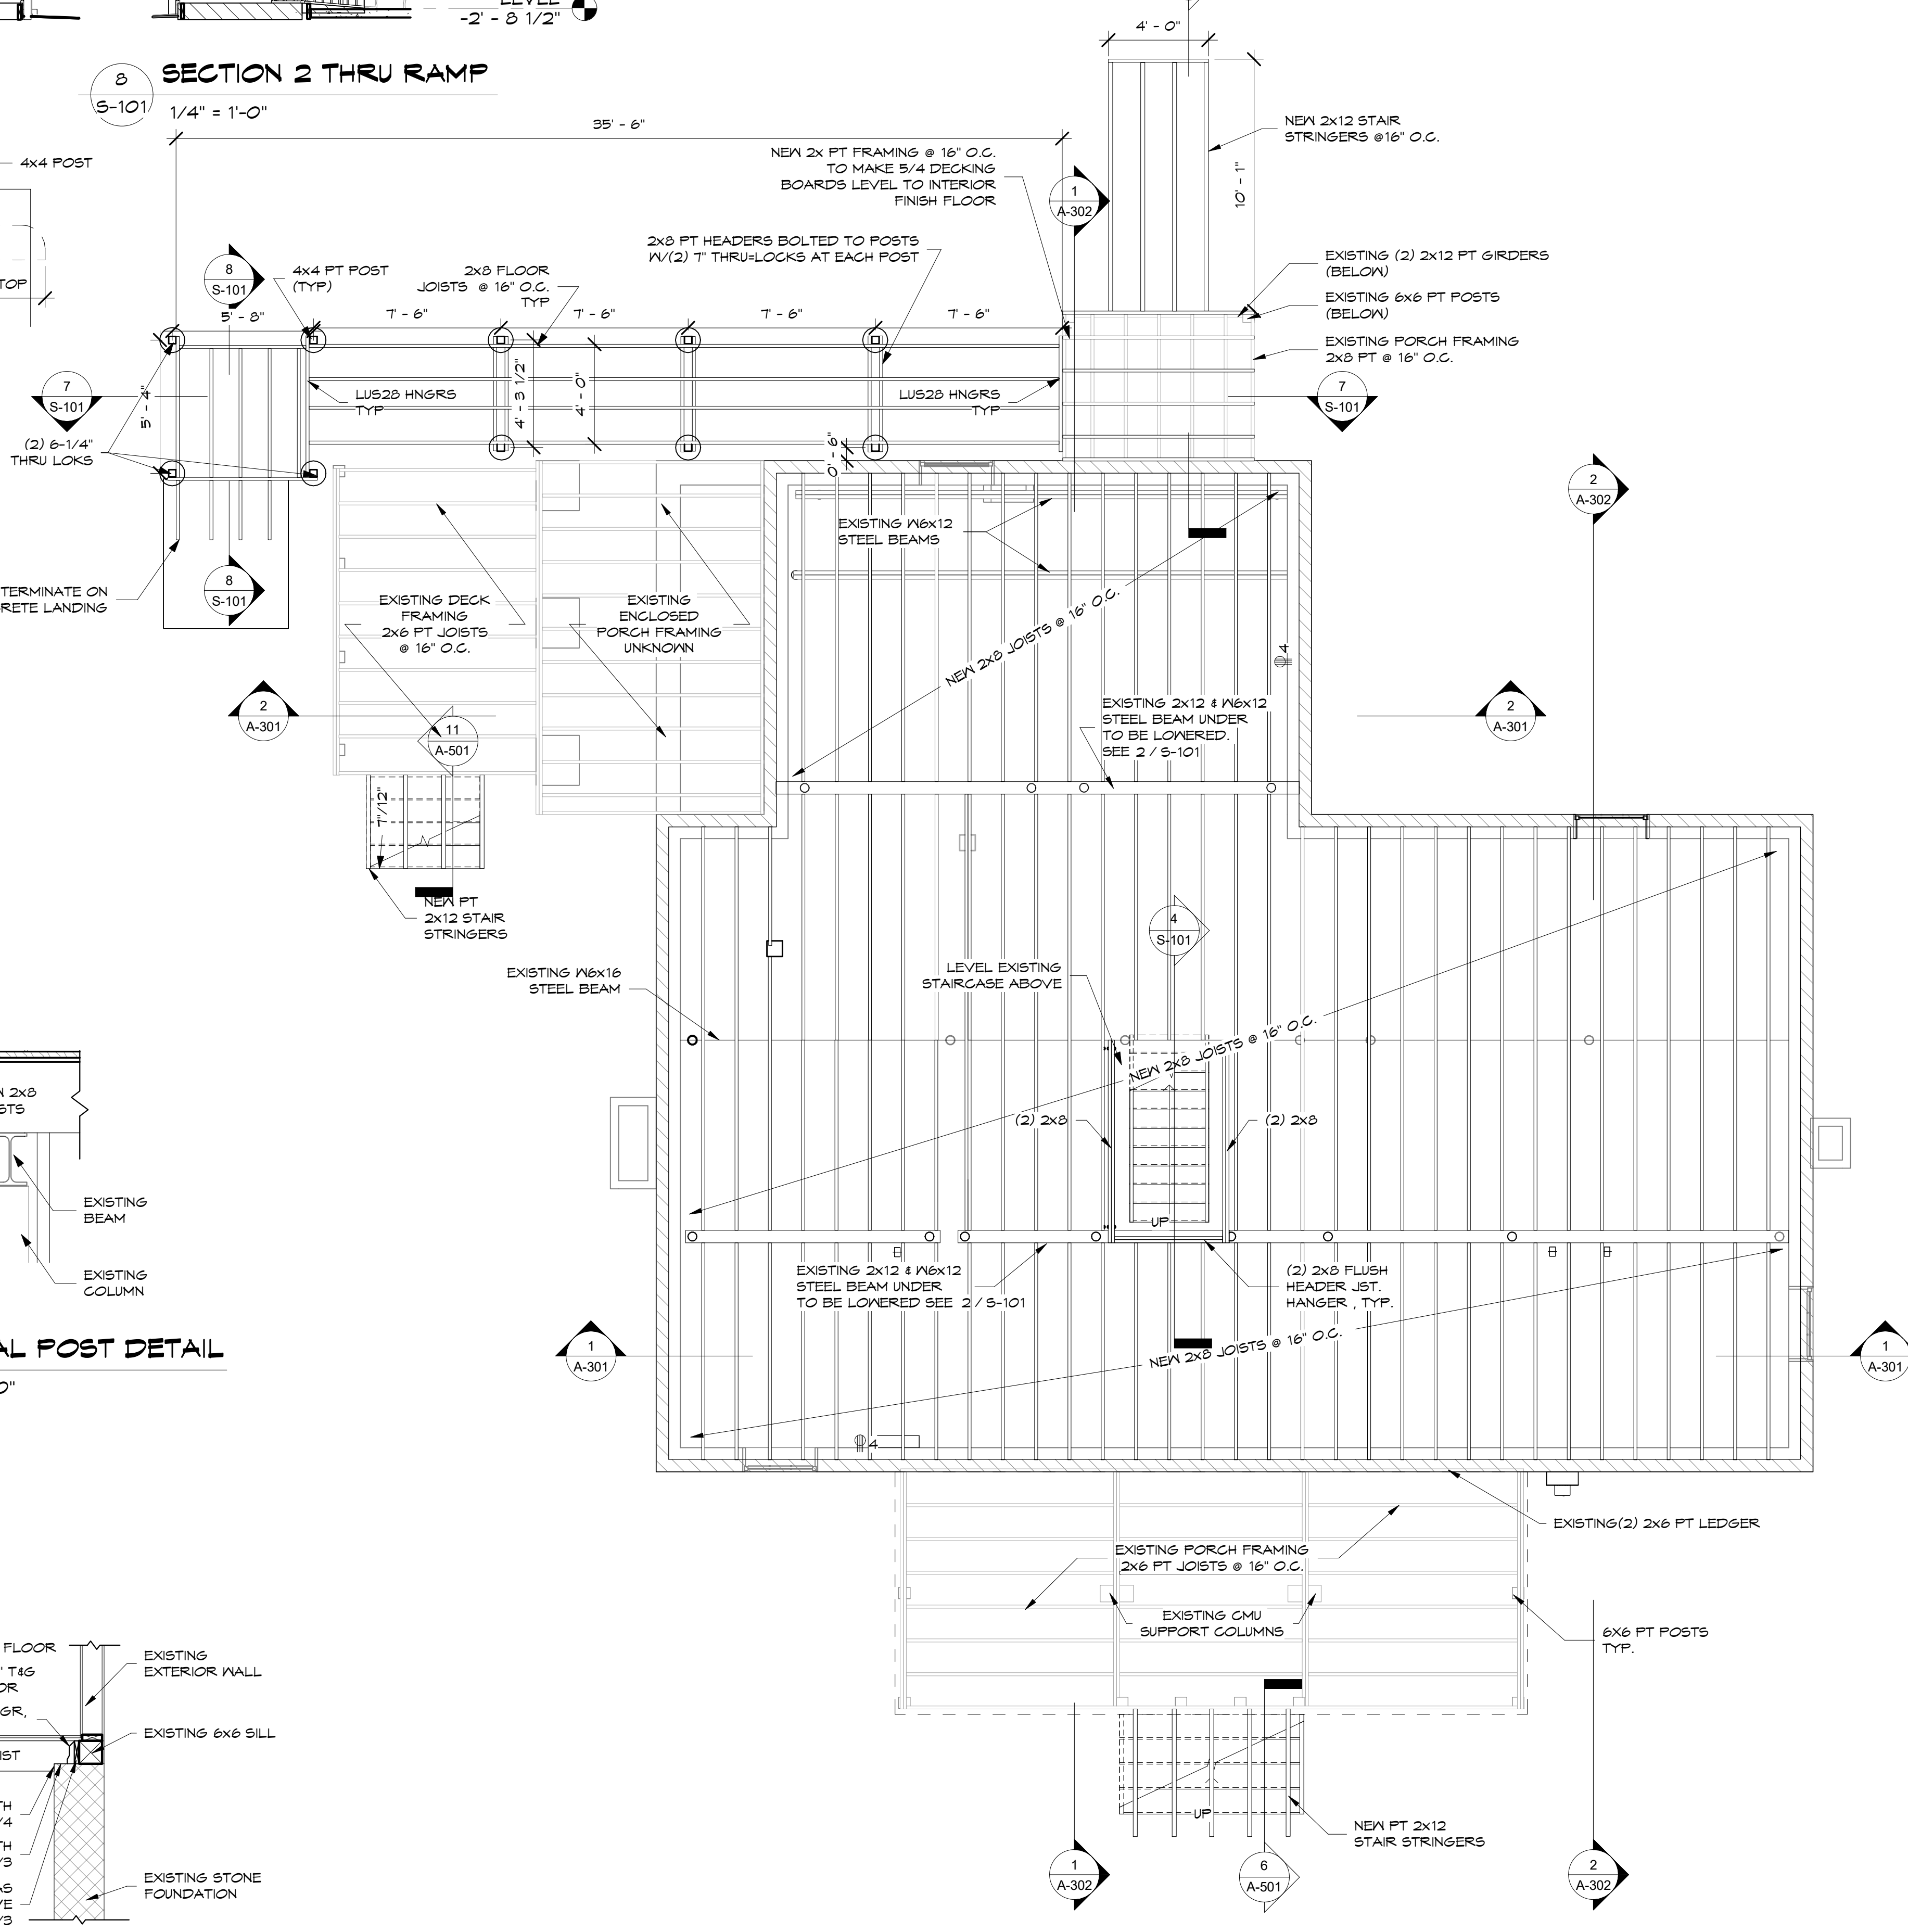 LEVEL
-2' - 8 1/2"
8
S-101
SECTION 2 THRU RAMP
1/4" = 1'-0"
4x4 POST
TOP
4' - 0"
35' - 6"
10' - 1"
NEW 2x12 STAIR
STRINGERS @16" O.C.
NEW 2x PT FRAMING @ 16" O.C.
TO MAKE 5/4 DECKING
BOARDS LEVEL TO INTERIOR
FINISH FLOOR
1
A-302
2x8 PT HEADERS BOLTED TO POSTS
W/(2) 7" THRU=LOCKS AT EACH POST
8
S-101
4x4 PT POST
(TYP)
2x8 FLOOR
JOISTS @ 16" O.C.
TYP
EXISTING (2) 2x12 PT GIRDERS
(BELOW)
EXISTING 6x6 PT POSTS
(BELOW)
EXISTING PORCH FRAMING
2x8 PT @ 16" O.C.
5' - 8"
7' - 6"
7' - 6"
7' - 6"
7' - 6"
5' - 4"
4' - 3 1/2"
4' - 0"
0' - 6"
7
S-101
LUS28 HNGRS
TYP
LUS28 HNGRS
TYP
7
S-101
(2) 6-1/4"
THRU LOKS
2
A-302
EXISTING W6x12
STEEL BEAMS
8
S-101
TERMINATE ON
CRETE LANDING
EXISTING DECK
FRAMING
2x6 PT JOISTS
@ 16" O.C.
EXISTING
ENCLOSED
PORCH FRAMING
UNKNOWN
NEW 2x8 JOISTS @ 16" O.C.
4
2
A-301
11
A-501
EXISTING 2x12 & W6x12
STEEL BEAM UNDER
TO BE LOWERED.
SEE 2 / S-101
2
A-301
7"/12"
NEW PT
2x12 STAIR
STRINGERS
4
S-101
EXISTING W6x16
STEEL BEAM
LEVEL EXISTING
STAIRCASE ABOVE
NEW 2x8 JOISTS @ 16" O.C.
(2) 2x8
(2) 2x8
UP
N 2x8
STS
EXISTING
BEAM
EXISTING
COLUMN
EXISTING 2x12 & W6x12
STEEL BEAM UNDER
TO BE LOWERED SEE 2 / S-101
(2) 2x8 FLUSH
HEADER JST.
HANGER , TYP.
NEW 2x8 JOISTS @ 16" O.C.
AL POST DETAIL
0"
1
A-301
1
A-301
4
EXISTING(2) 2x6 PT LEDGER
EXISTING PORCH FRAMING
2x6 PT JOISTS @ 16" O.C.
EXISTING CMU
SUPPORT COLUMNS
6X6 PT POSTS
TYP.
FLOOR
" T&G
OR
GR,
IST
TH
/4
TH
/3
AS
VE
/3
EXISTING
EXTERIOR WALL
EXISTING 6x6 SILL
EXISTING STONE
FOUNDATION
UP
NEW PT 2x12
STAIR STRINGERS
1
A-302
6
A-501
2
A-302